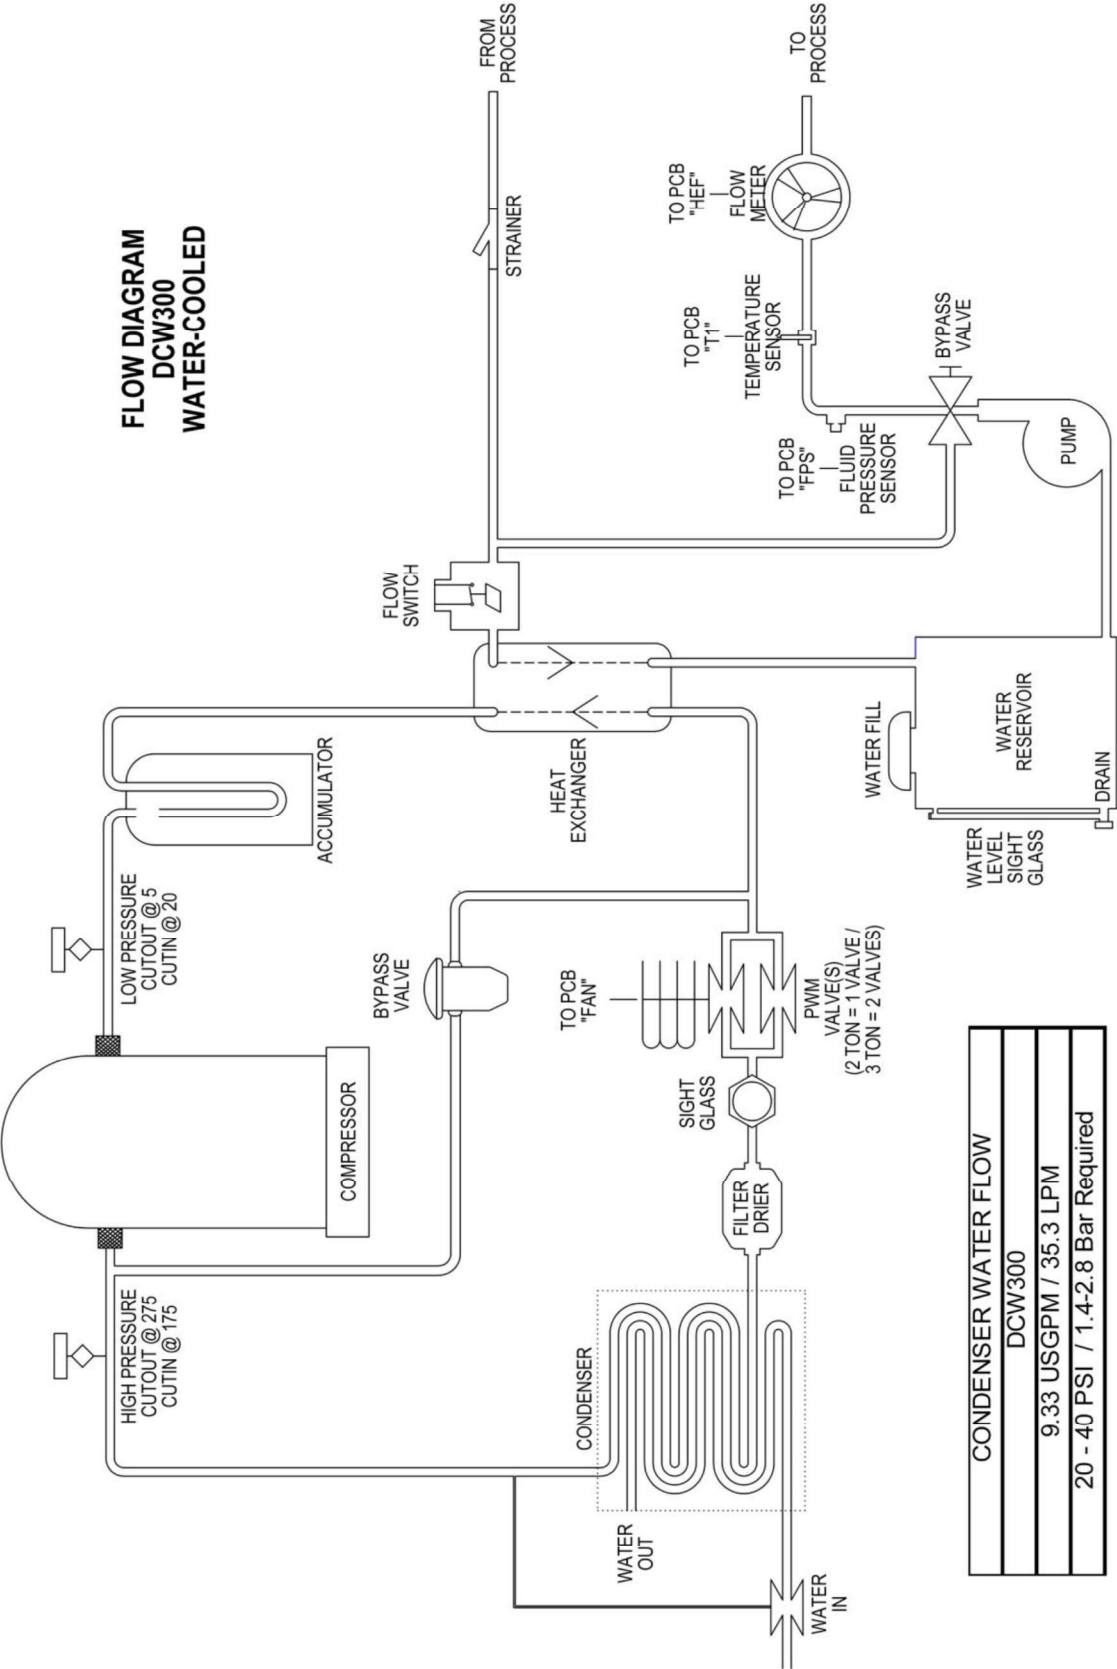 FLOW DIAGRAM
DCW300
WATER-COOLED
HIGH PRESSURE
CUTOUT @ 275
CUTIN @ 175
COMPRESSOR
LOW PRESSURE
CUTOUT @ 5
CUTIN @ 20
ACCUMULATOR
BYPASS
VALVE
FLOW
SWITCH
STRAINER
FROM
PROCESS
HEAT
EXCHANGER
CONDENSER
WATER
OUT
WATER
IN
FILTER
DRIER
SIGHT
GLASS
TO PCB
"FAN"
PWM
VALVE(S)
(2 TON = 1 VALVE /
3 TON = 2 VALVES)
WATER FILL
WATER
RESERVOIR
WATER
LEVEL
SIGHT
GLASS
DRAIN
PUMP
BYPASS
VALVE
TO PCB
"FPS"
FLUID
PRESSURE
SENSOR
TO PCB
"T1"
TEMPERATURE
SENSOR
TO PCB
"HEF"
FLOW
METER
TO
PROCESS
CONDENSER WATER FLOW
DCW300
9.33 USGPM / 35.3 LPM
20 - 40 PSI / 1.4-2.8 Bar Required